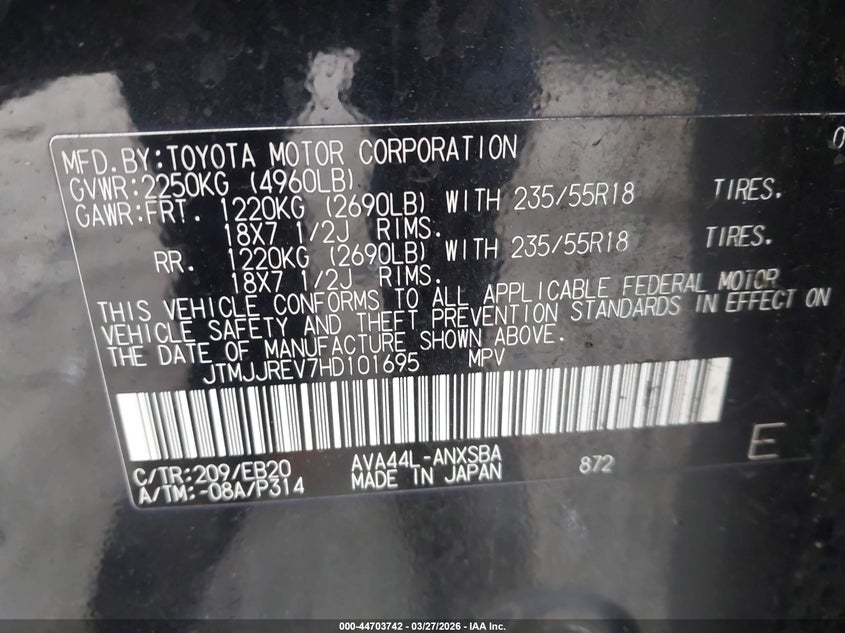 MFD.BY:TOYOTA MOTOR CORPORATION 0
GVWR:2250KG (4960LB)
GAWR:FRT. 1220KG (2690LB) WITH 235/55R18 TIRES.
18X7 1/2J RIMS.
RR. 1220KG (2690LB) WITH 235/55R18 TIRES.
18X7 1/2J RIMS.
THIS VEHICLE CONFORMS TO ALL APPLICABLE FEDERAL MOTOR
VEHICLE SAFETY AND THEFT PREVENTION STANDARDS IN EFFECT ON
THE DATE OF MANUFACTURE SHOWN ABOVE.
JTMJJREV7HD101695 MPV
C/TR:209/EB20 AVA44L-ANXSBA 872 E
A/TM:-08A/P314 MADE IN JAPAN
000-44703742 - 03/27/2026 - IAA Inc.